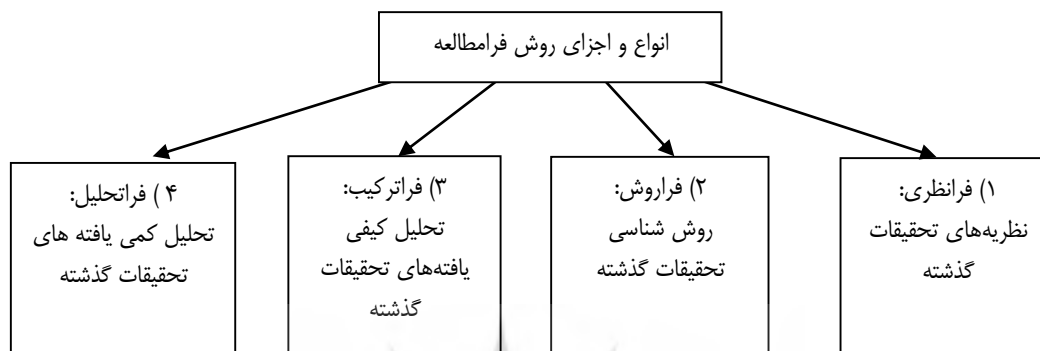 انواع و اجزای روش فرامطالعه
۱) فرانظری:
نظریه‌های تحقیقات
گذشته
۲) فراروش:
روش شناسی
تحقیقات گذشته
۳) فراترکیب:
تحلیل کیفی
یافته‌های تحقیقات
گذشته
۴ ) فراتحلیل:
تحلیل کمی یافته های
تحقیقات گذشته